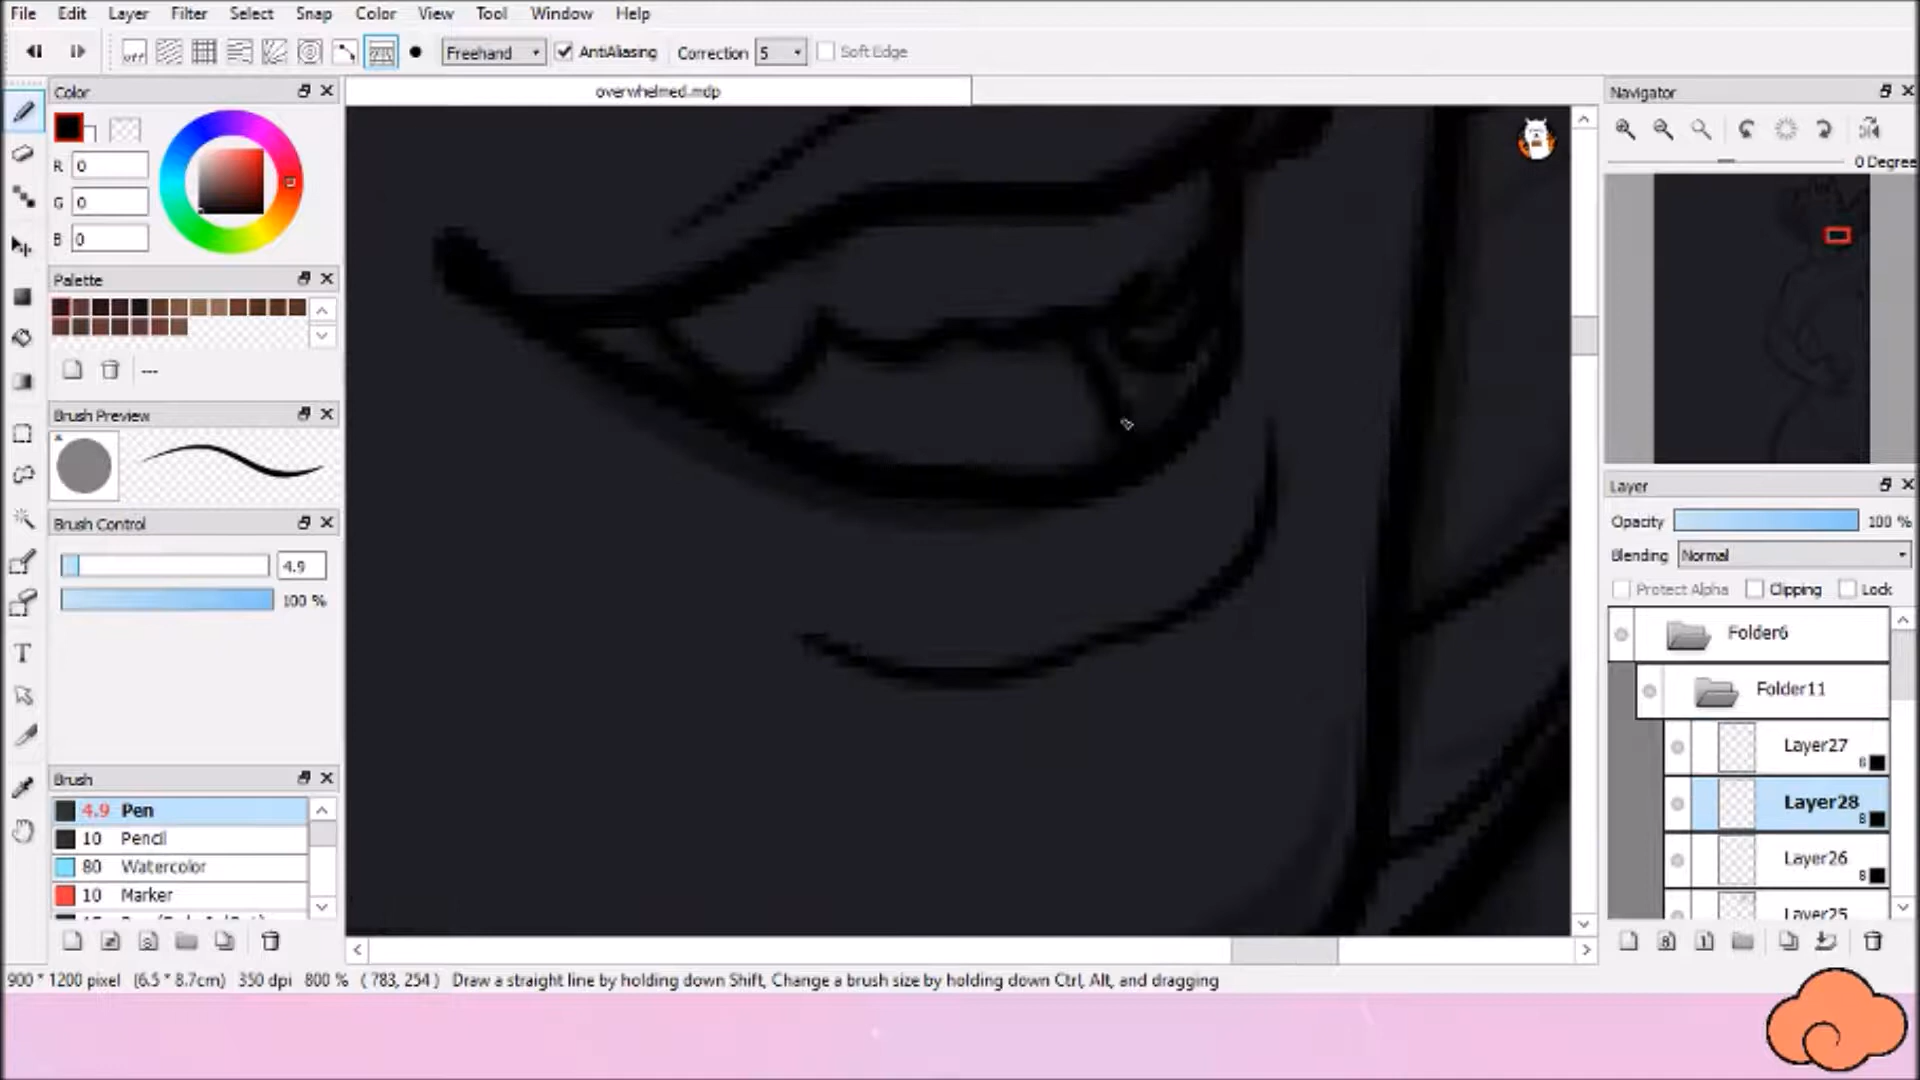 File Edit Layer Filter Select Snap Color View Tool Window Help
off Freehand AntiAliasing Correction 5 Soft Edge
Color
overwhelmed.mdp
Navigator
R 0
G 0
B 0
0 Degree
Palette
---
Brush Preview
Brush Control
4.9
100 %
Layer
Opacity 100 %
Blending Normal
Protect Alpha Clipping Lock
Folder6
Folder11
Layer27
8
Layer28
8
Layer26
8
Layer25
Brush
4.9 Pen
10 Pencil
80 Watercolor
10 Marker
900 * 1200 pixel (6.5 * 8.7cm) 350 dpi 800 % ( 783, 254 ) Draw a straight line by holding down Shift, Change a brush size by holding down Ctrl, Alt, and dragging